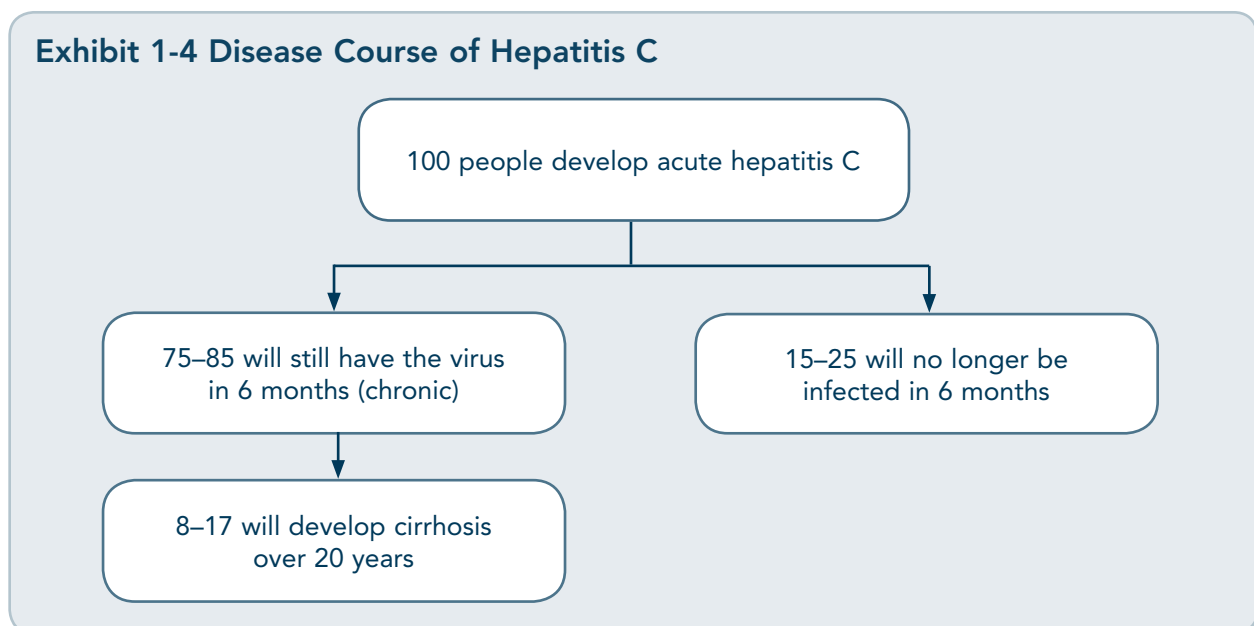 Exhibit 1-4 Disease Course of Hepatitis C
100 people develop acute hepatitis C
75–85 will still have the virus
in 6 months (chronic)
15–25 will no longer be
infected in 6 months
8–17 will develop cirrhosis
over 20 years